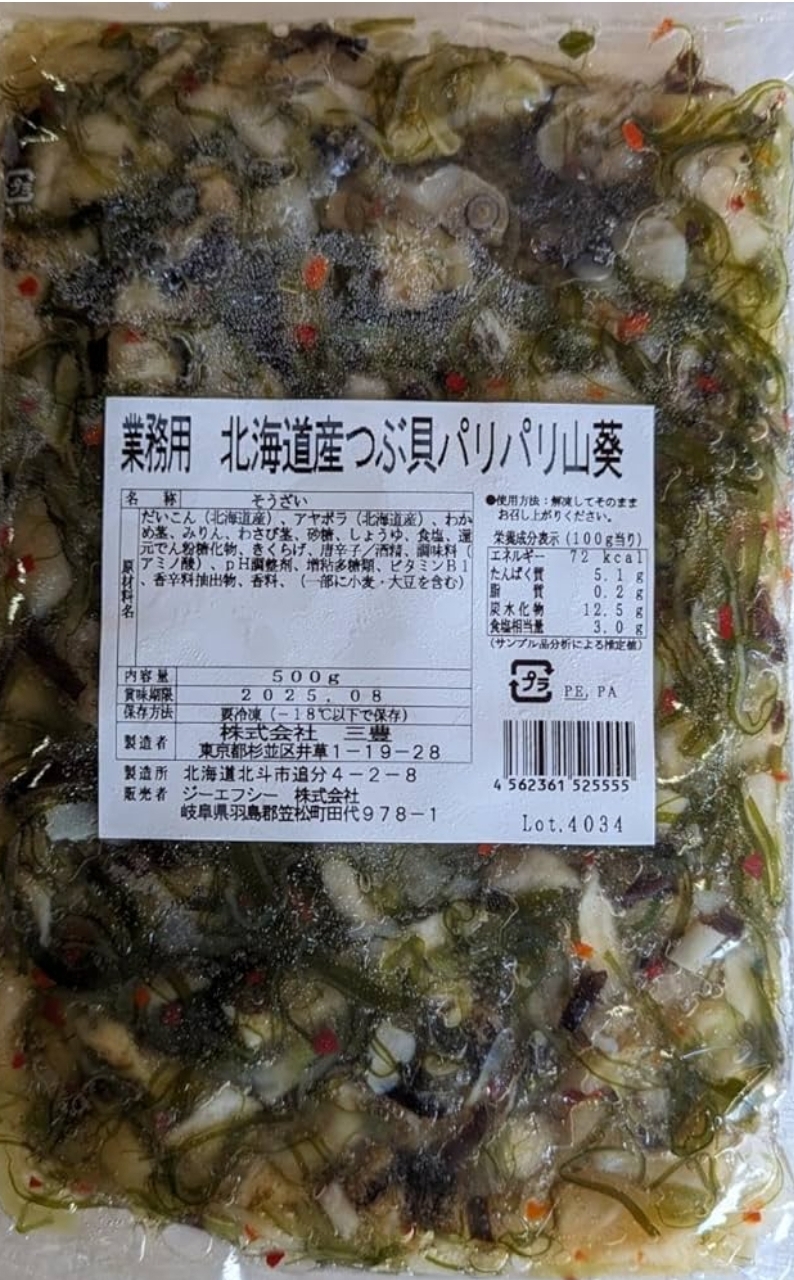 業務用 北海道産つぶ貝パリパリ山葵
名 称 そうざい
原材料名
だいこん（北海道産）、アヤボラ（北海道産）、わか
め茎、みりん、わさび茎、砂糖、しょうゆ、食塩、還
元でん粉糖化物、きくらげ、唐辛子／酒精、調味料（
アミノ酸）、pH調整剤、増粘多糖類、ビタミンB1
、香辛料抽出物、香料、（一部に小麦・大豆を含む）
内容量 500g
賞味期限 2025.08
保存方法 要冷凍（－18℃以下で保存）
製造者 株式会社 三豊
東京都杉並区井草1－19－28
製造所 北海道北斗市追分4－2－8
販売者 ジーエフシー 株式会社
岐阜県羽島郡笠松町田代978－1
●使用方法：解凍してそのまま
お召し上がりください。
栄養成分表示（100g当り）
エネルギー 72 kcal
たんぱく質 5.1 g
脂 質 0.2 g
炭水化物 12.5 g
食塩相当量 3.0 g
（サンプル品分析による推定値）
プラ PE, PA
4 562361 525555
Lot.4034